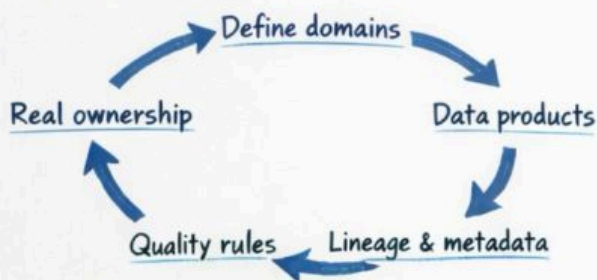 Define domains
Real ownership
Data products
Quality rules
Lineage & metadata